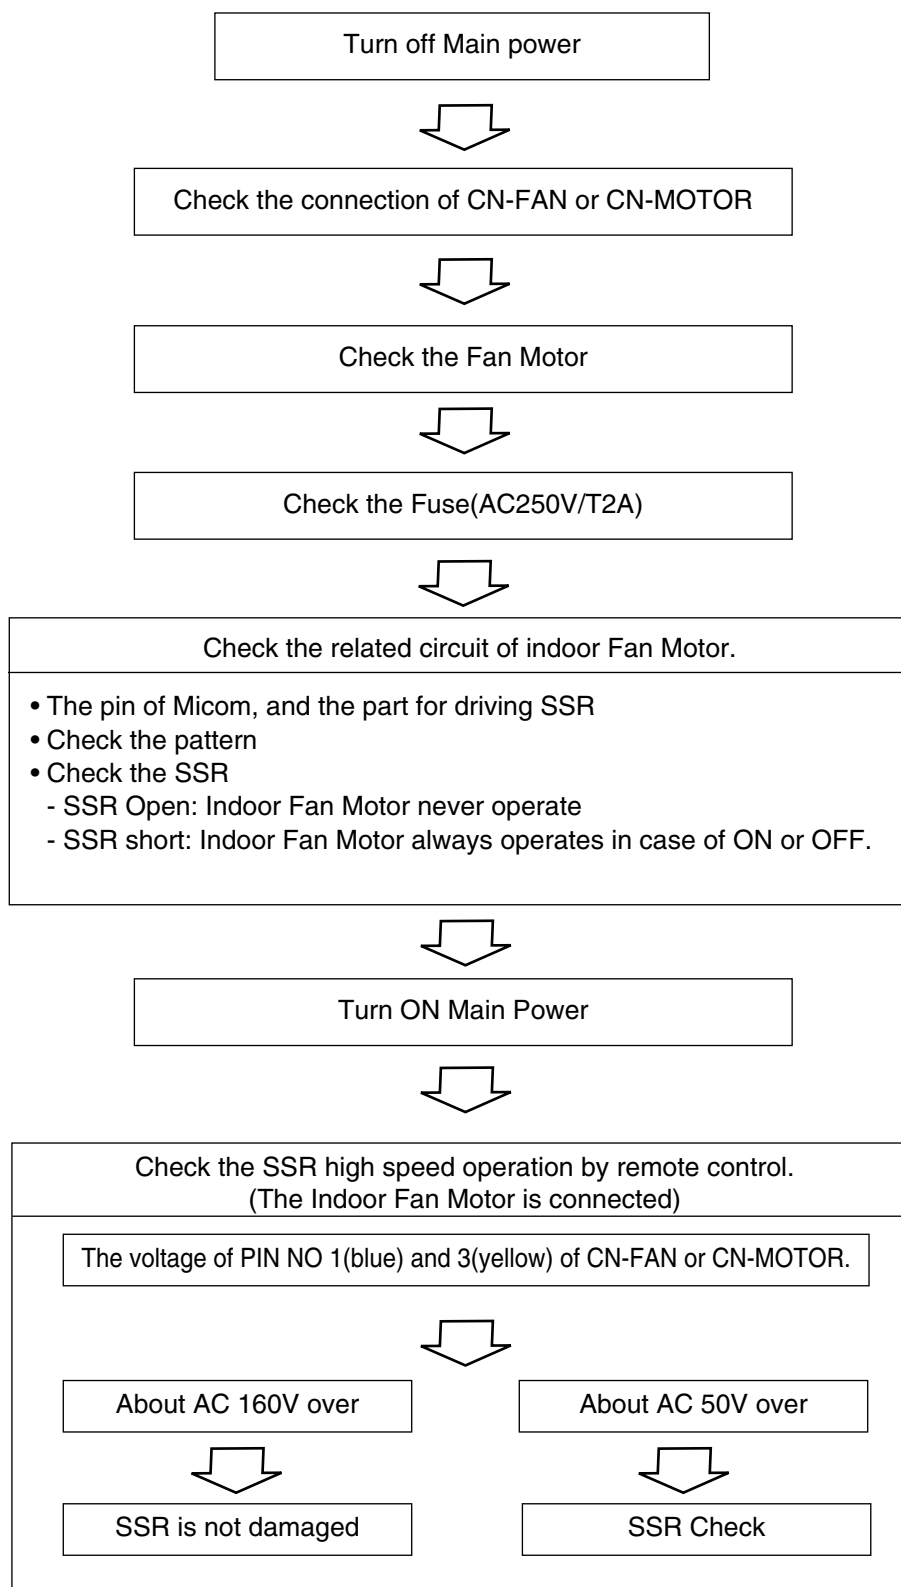 Turn off Main power
Check the connection of CN-FAN or CN-MOTOR
Check the Fan Motor
Check the Fuse(AC250V/T2A)
Check the related circuit of indoor Fan Motor.
• The pin of Micom, and the part for driving SSR
• Check the pattern
• Check the SSR
- SSR Open: Indoor Fan Motor never operate
- SSR short: Indoor Fan Motor always operates in case of ON or OFF.
Turn ON Main Power
Check the SSR high speed operation by remote control.
(The Indoor Fan Motor is connected)
The voltage of PIN NO 1(blue) and 3(yellow) of CN-FAN or CN-MOTOR.
About AC 160V over
About AC 50V over
SSR is not damaged
SSR Check